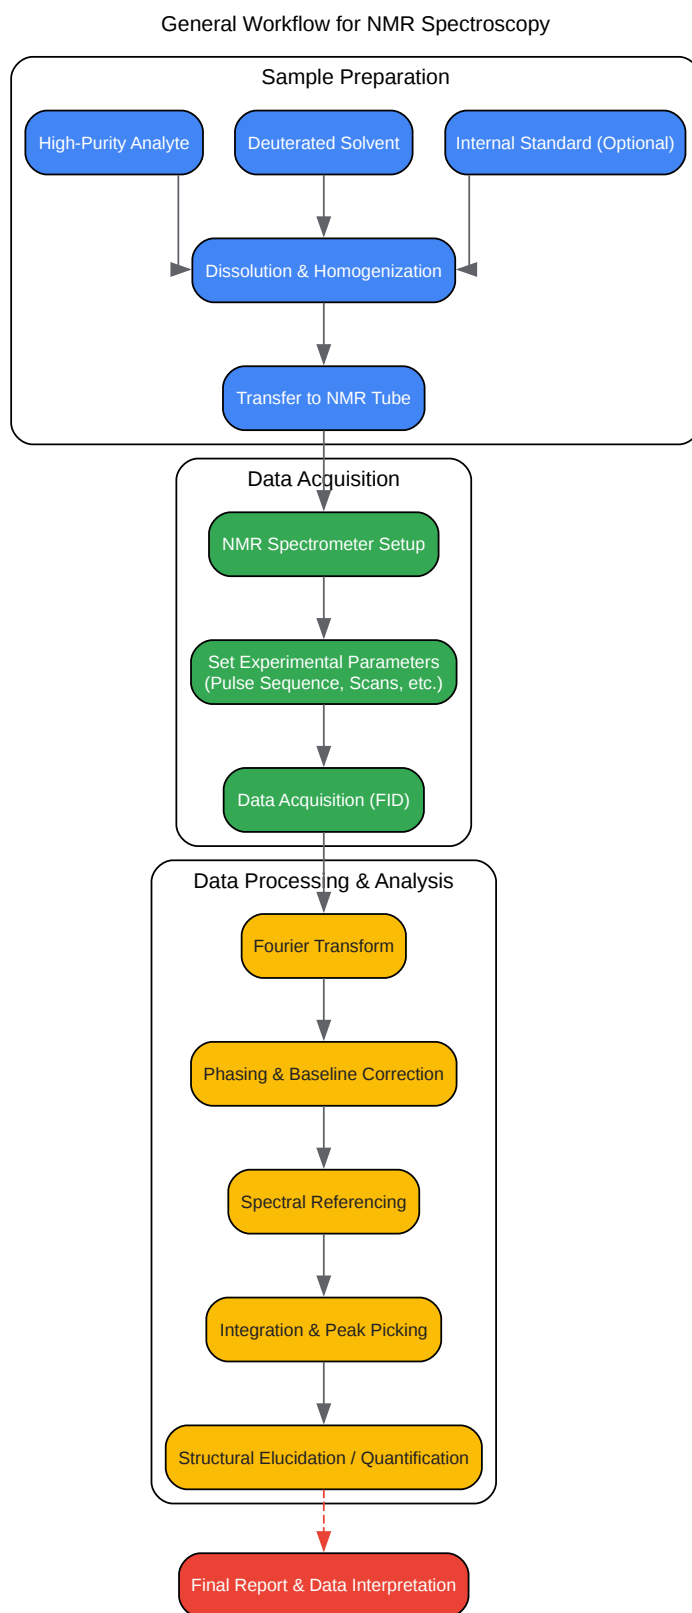 General Workflow for NMR Spectroscopy
Sample Preparation
High-Purity Analyte
Deuterated Solvent
Internal Standard (Optional)
Dissolution & Homogenization
Transfer to NMR Tube
Data Acquisition
NMR Spectrometer Setup
Set Experimental Parameters
(Pulse Sequence, Scans, etc.)
Data Acquisition (FID)
Data Processing & Analysis
Fourier Transform
Phasing & Baseline Correction
Spectral Referencing
Integration & Peak Picking
Structural Elucidation / Quantification
Final Report & Data Interpretation